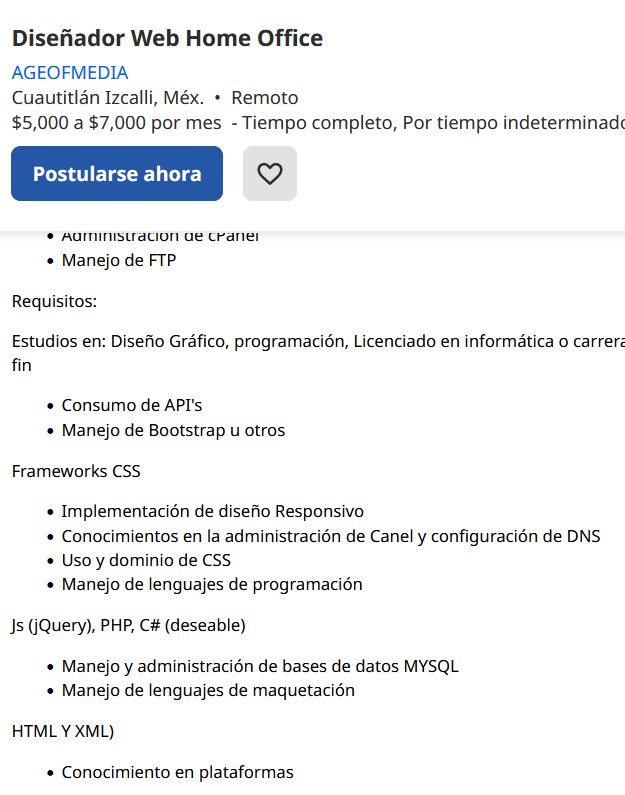 Diseñador Web Home Office
AGEOFMEDIA
Cuautitlán Izcalli, Méx. • Remoto
$5,000 a $7,000 por mes - Tiempo completo, Por tiempo indeterminado
Postularse ahora
• Administración de cPanel
• Manejo de FTP
Requisitos:
Estudios en: Diseño Gráfico, programación, Licenciado en informática o carrera
fin
• Consumo de API's
• Manejo de Bootstrap u otros
Frameworks CSS
• Implementación de diseño Responsivo
• Conocimientos en la administración de Canel y configuración de DNS
• Uso y dominio de CSS
• Manejo de lenguajes de programación
Js (jQuery), PHP, C# (deseable)
• Manejo y administración de bases de datos MYSQL
• Manejo de lenguajes de maquetación
HTML Y XML)
• Conocimiento en plataformas